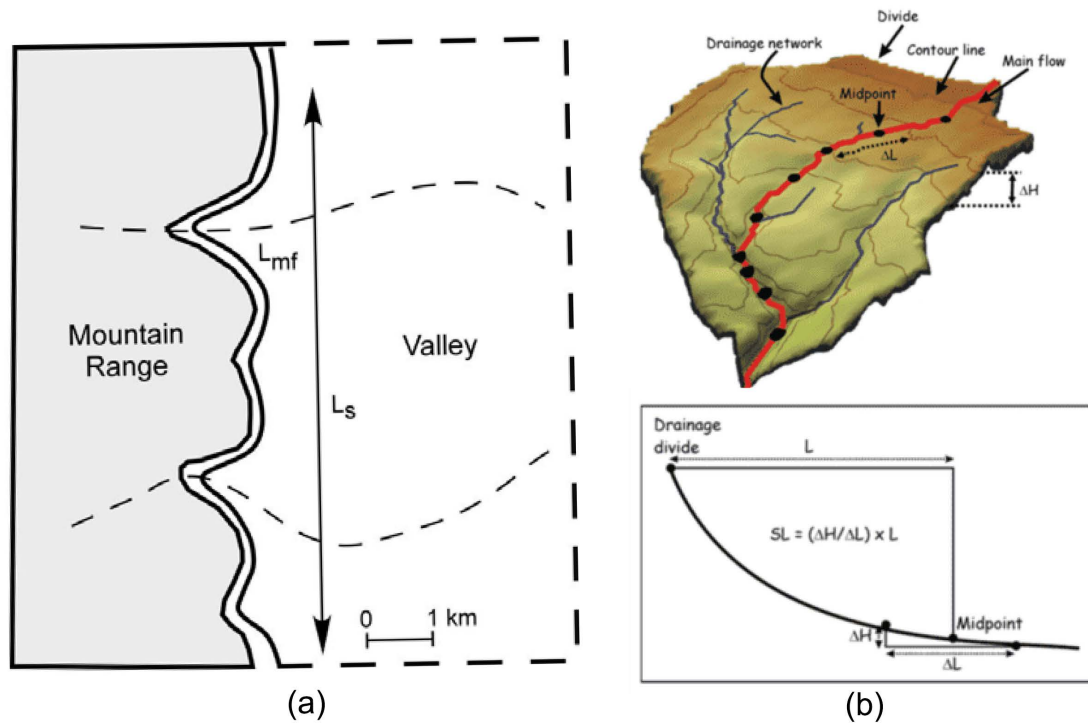 Mountain
Range
Valley
Lmf
Ls
0 1 km
(a)
Divide
Drainage network
Contour line
Main flow
Midpoint
ΔL
ΔH
Drainage
divide
L
SL = (ΔH/ΔL) x L
Midpoint
ΔH
ΔL
(b)